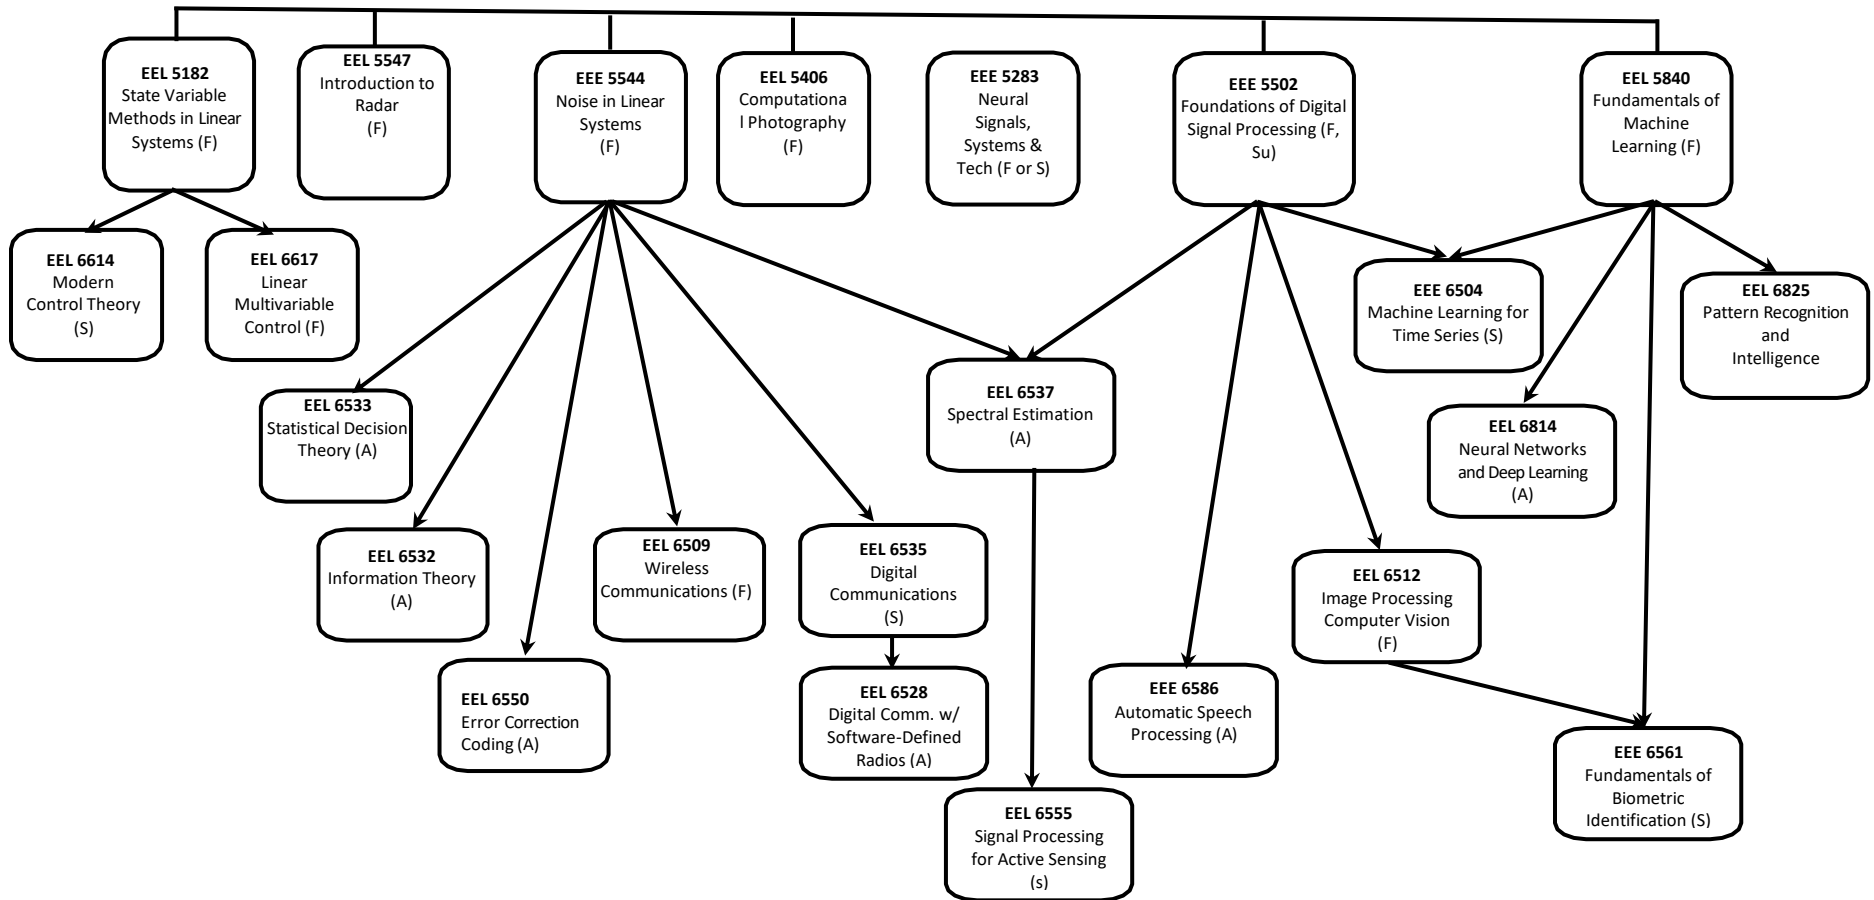 EEL 5182
State Variable
Methods in Linear
Systems (F)
EEL 5547
Introduction to
Radar
(F)
EEE 5544
Noise in Linear
Systems
(F)
EEL 5406
Computationa
l Photography
(F)
EEE 5283
Neural
Signals,
Systems &
Tech (F or S)
EEE 5502
Foundations of Digital
Signal Processing (F,
Su)
EEL 5840
Fundamentals of
Machine
Learning (F)
EEL 6614
Modern
Control Theory
(S)
EEL 6617
Linear
Multivariable
Control (F)
EEE 6504
Machine Learning for
Time Series (S)
EEL 6825
Pattern Recognition
and
Intelligence
EEL 6533
Statistical Decision
Theory (A)
EEL 6537
Spectral Estimation
(A)
EEL 6814
Neural Networks
and Deep Learning
(A)
EEL 6532
Information Theory
(A)
EEL 6509
Wireless
Communications (F)
EEL 6535
Digital
Communications
(S)
EEL 6512
Image Processing
Computer Vision
(F)
EEL 6550
Error Correction
Coding (A)
EEL 6528
Digital Comm. w/
Software-Defined
Radios (A)
EEE 6586
Automatic Speech
Processing (A)
EEE 6561
Fundamentals of
Biometric
Identification (S)
EEL 6555
Signal Processing
for Active Sensing
(s)